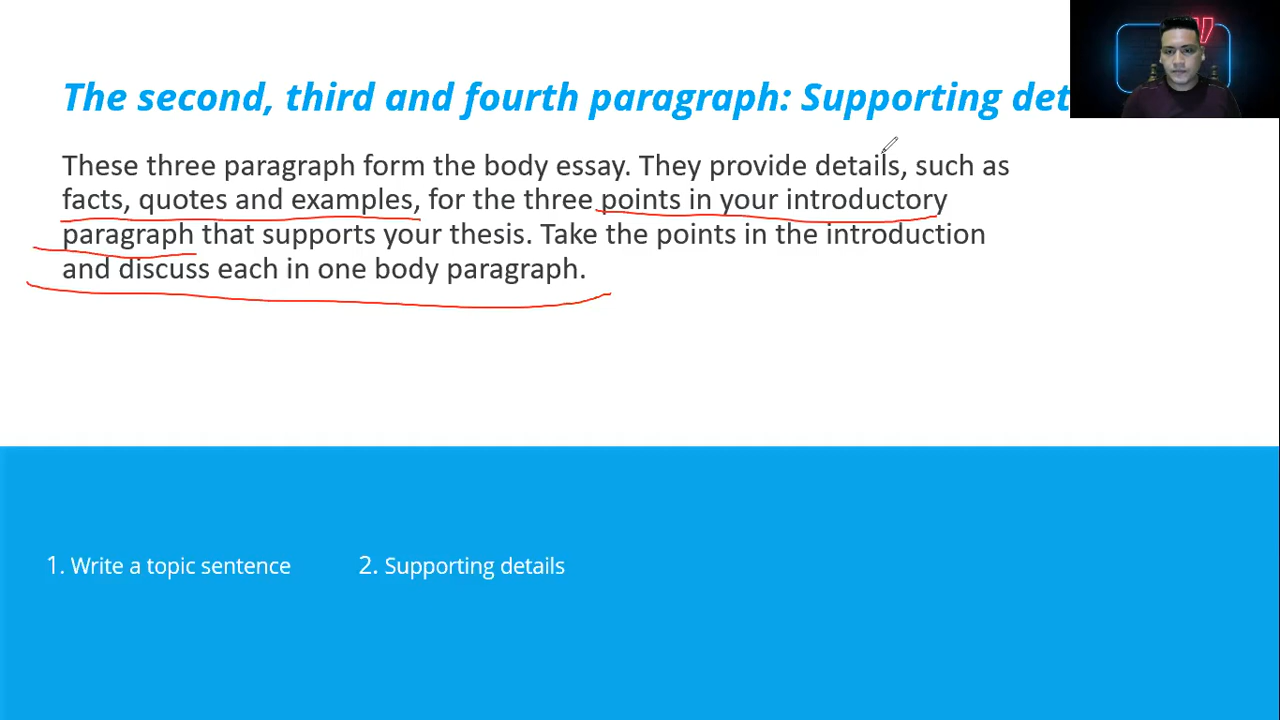 The second, third and fourth paragraph: Supporting det
These three paragraph form the body essay. They provide details, such as
facts, quotes and examples, for the three points in your introductory
paragraph that supports your thesis. Take the points in the introduction
and discuss each in one body paragraph.
1. Write a topic sentence
2. Supporting details